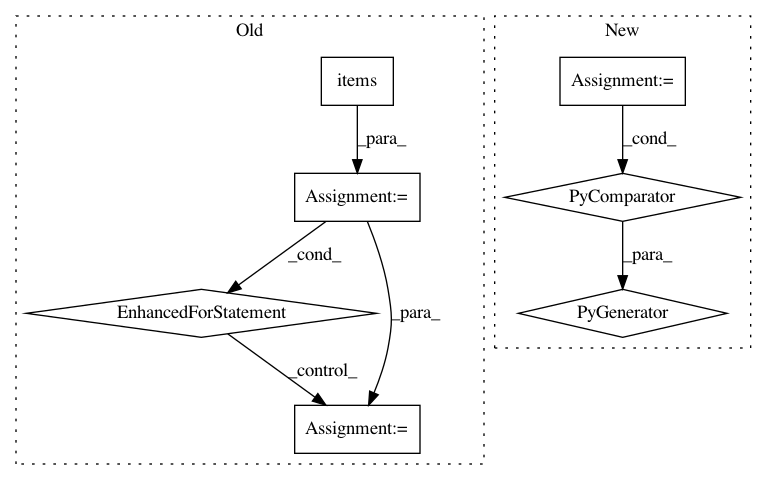 Old
items
_para_
Assignment:=
_cond_
EnhancedForStatement
_para_
_control_
Assignment:=
New
Assignment:=
_cond_
PyComparator
_para_
PyGenerator